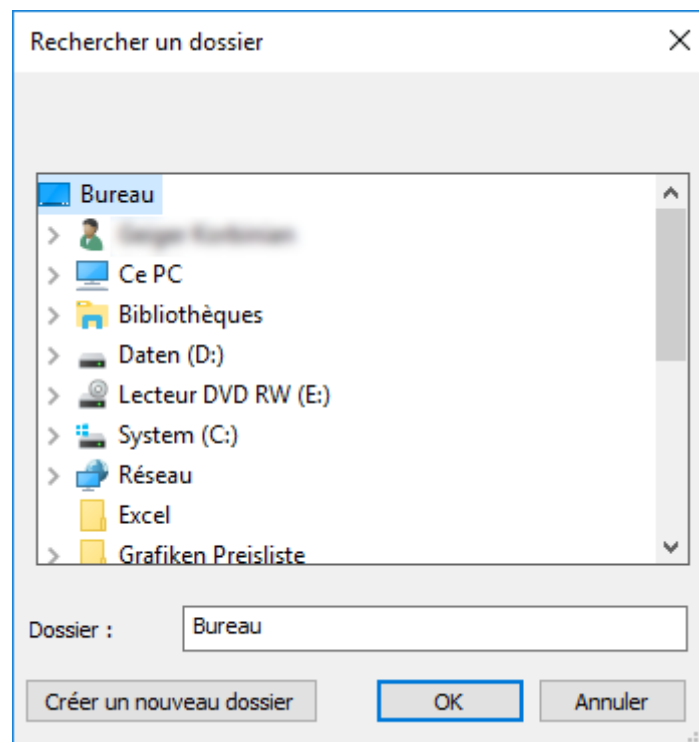 Rechercher un dossier
Bureau
Ce PC
Bibliothèques
Daten (D:)
Lecteur DVD RW (E:)
System (C:)
Réseau
Excel
Grafiken Preisliste
Dossier : Bureau
Créer un nouveau dossier OK Annuler